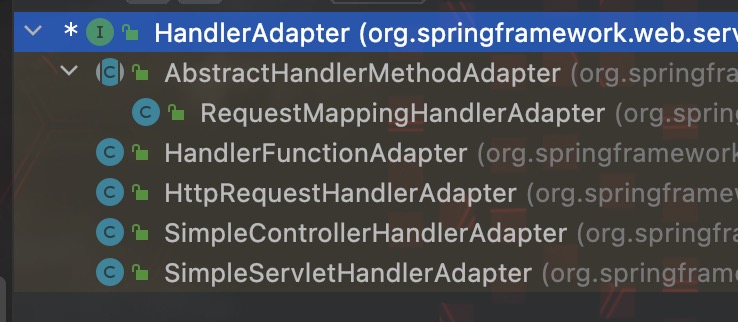 * I HandlerAdapter (org.springframework.web.serv
C AbstractHandlerMethodAdapter (org.springfra
C RequestMappingHandlerAdapter (org.spring
C HandlerFunctionAdapter (org.springframework
C HttpRequestHandlerAdapter (org.springframew
C SimpleControllerHandlerAdapter (org.springfra
C SimpleServletHandlerAdapter (org.springframe